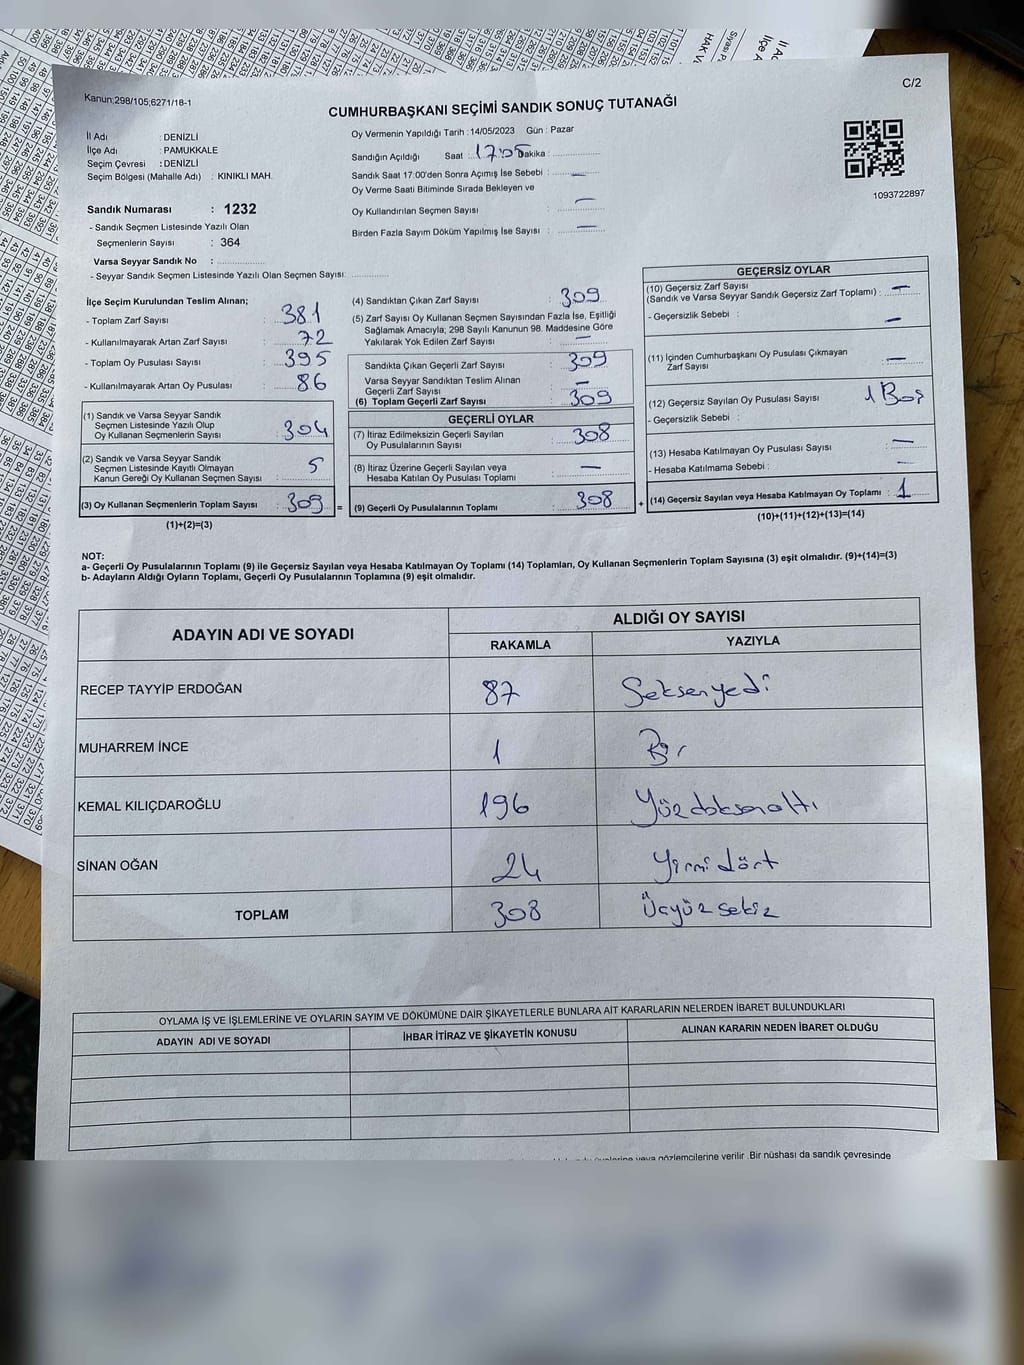 C/2
Kanun;298/105;6271/18-1
CUMHURBAŞKANI SEÇİMİ SANDIK SONUÇ TUTANAĞI
İl Adı : DENİZLİ
İlçe Adı : PAMUKKALE
Seçim Çevresi : DENİZLİ
Seçim Bölgesi (Mahalle Adı) : KINIKLI MAH.
Sandık Numarası : 1232
- Sandık Seçmen Listesinde Yazılı Olan
Seçmenlerin Sayısı : 364
Varsa Seyyar Sandık No :
- Seyyar Sandık Seçmen Listesinde Yazılı Olan Seçmen Sayısı:
Oy Vermenin Yapıldığı Tarih :14/05/2023 Gün : Pazar
Sandığın Açıldığı Saat : 17:05 Dakika :
Sandık Saat 17:00'den Sonra Açımış İse Sebebi : —
Oy Verme Saati Bitiminde Sırada Bekleyen ve
Oy Kullandırılan Seçmen Sayısı : —
Birden Fazla Sayım Döküm Yapılmış İse Sayısı : —
1093722897
İlçe Seçim Kurulundan Teslim Alınan;
- Toplam Zarf Sayısı : 381
- Kullanılmayarak Artan Zarf Sayısı : 72
- Toplam Oy Pusulası Sayısı : 395
- Kullanılmayarak Artan Oy Pusulası : 86
(1) Sandık ve Varsa Seyyar Sandık
Seçmen Listesinde Yazılı Olup
Oy Kullanan Seçmenlerin Sayısı : 304
(2) Sandık ve Varsa Seyyar Sandık
Seçmen Listesinde Kayıtlı Olmayan
Kanun Gereği Oy Kullanan Seçmen Sayısı : 5
(3) Oy Kullanan Seçmenlerin Toplam Sayısı : 309 =
(1)+(2)=(3)
(4) Sandıktan Çıkan Zarf Sayısı : 309
(5) Zarf Sayısı Oy Kullanan Seçmen Sayısından Fazla İse, Eşitliği
Sağlamak Amacıyla; 298 Sayılı Kanunun 98. Maddesine Göre
Yakılarak Yok Edilen Zarf Sayısı : —
Sandıkta Çıkan Geçerli Zarf Sayısı : 309
Varsa Seyyar Sandıktan Teslim Alınan
Geçerli Zarf Sayısı : —
(6) Toplam Geçerli Zarf Sayısı : 309
GEÇERLİ OYLAR
(7) İtiraz Edilmeksizin Geçerli Sayılan
Oy Pusulalarının Sayısı : 308
(8) İtiraz Üzerine Geçerli Sayılan veya
Hesaba Katılan Oy Pusulası Toplamı : —
(9) Geçerli Oy Pusulalarının Toplamı : 308 +
GEÇERSİZ OYLAR
(10) Geçersiz Zarf Sayısı
(Sandık ve Varsa Seyyar Sandık Geçersiz Zarf Toplamı) : —
- Geçersizlik Sebebi : —
(11) İçinden Cumhurbaşkanı Oy Pusulası Çıkmayan
Zarf Sayısı : —
(12) Geçersiz Sayılan Oy Pusulası Sayısı : 1 Boş
- Geçersizlik Sebebi :
(13) Hesaba Katılmayan Oy Pusulası Sayısı : —
- Hesaba Katılmama Sebebi : —
(14) Geçersiz Sayılan veya Hesaba Katılmayan Oy Toplamı : 1
(10)+(11)+(12)+(13)=(14)
NOT:
a- Geçerli Oy Pusulalarının Toplamı (9) ile Geçersiz Sayılan veya Hesaba Katılmayan Oy Toplamı (14) Toplamları, Oy Kullanan Seçmenlerin Toplam Sayısına (3) eşit olmalıdır. (9)+(14)=(3)
b- Adayların Aldığı Oyların Toplamı, Geçerli Oy Pusulalarının Toplamına (9) eşit olmalıdır.
ADAYIN ADI VE SOYADI ALDIĞI OY SAYISI
RAKAMLA YAZIYLA
RECEP TAYYİP ERDOĞAN 87 Seksenyedi
MUHARREM İNCE 1 Bir
KEMAL KILIÇDAROĞLU 196 Yüzdoksanaltı
SİNAN OĞAN 24 Yirmidört
TOPLAM 308 Üçyüzsekiz
OYLAMA İŞ VE İŞLEMLERİNE VE OYLARIN SAYIM VE DÖKÜMÜNE DAİR ŞİKAYETLERLE BUNLARA AİT KARARLARIN NELERDEN İBARET BULUNDUKLARI
ADAYIN ADI VE SOYADI İHBAR İTİRAZ VE ŞİKAYETİN KONUSU ALINAN KARARIN NEDEN İBARET OLDUĞU
veya gözlemcilerine verilir .Bir nüshası da sandık çevresinde